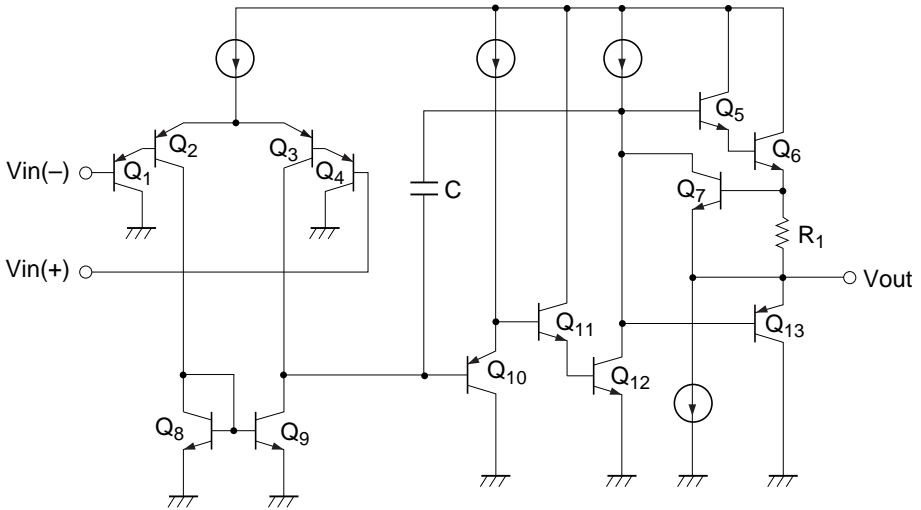 Q5
Q2
Q3
Q6
Vin(–)
Q1
Q4
Q7
C
R1
Vin(+)
Vout
Q11
Q13
Q10
Q12
Q8
Q9